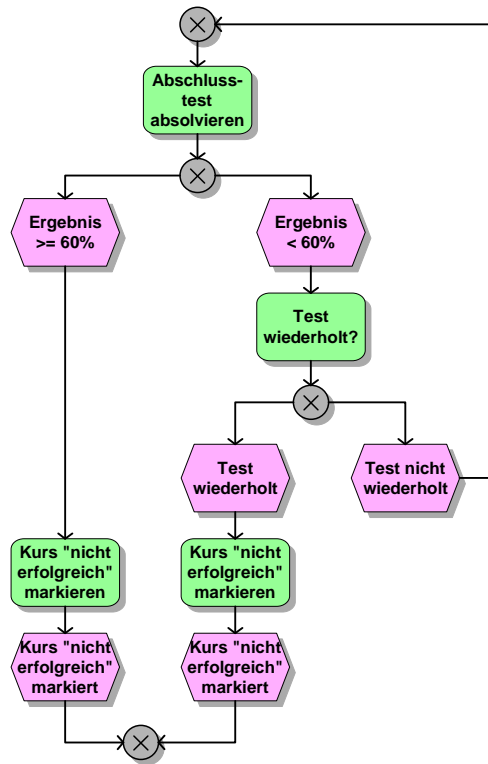 Abschluss-
test
absolvieren
Ergebnis
>= 60%
Ergebnis
< 60%
Test
wiederholt?
Test
wiederholt
Test nicht
wiederholt
Kurs "nicht
erfolgreich"
markieren
Kurs "nicht
erfolgreich"
markieren
Kurs "nicht
erfolgreich"
markiert
Kurs "nicht
erfolgreich"
markiert